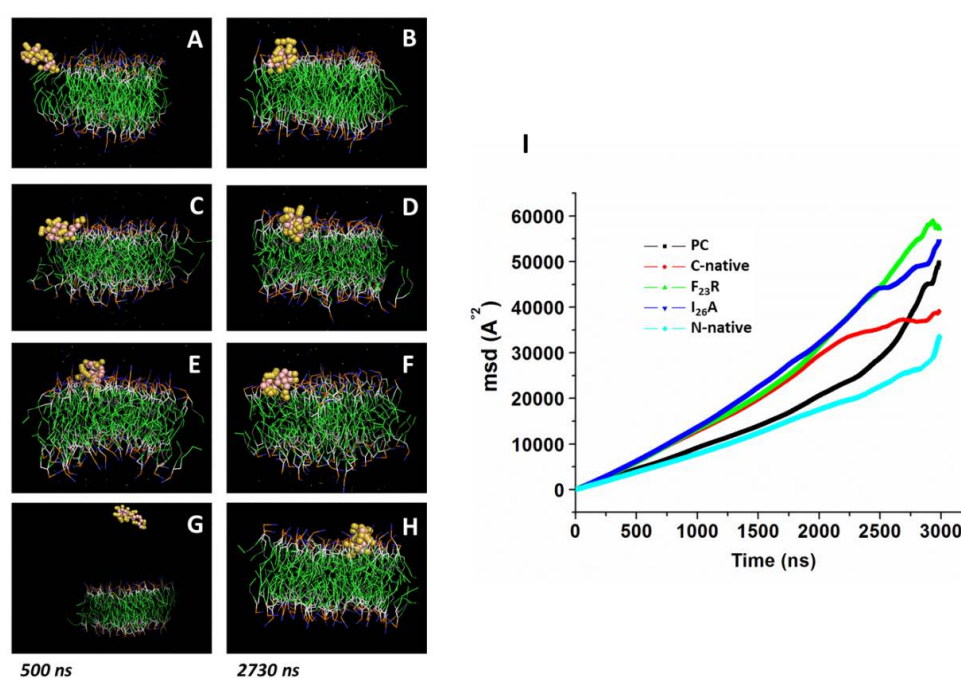 A
B
C
D
E
F
G
H
500 ns
2730 ns
I
msd (A°²)
60000
50000
40000
30000
20000
10000
0
PC
C-native
F₂₃R
I₂₆A
N-native
0 500 1000 1500 2000 2500 3000
Time (ns)